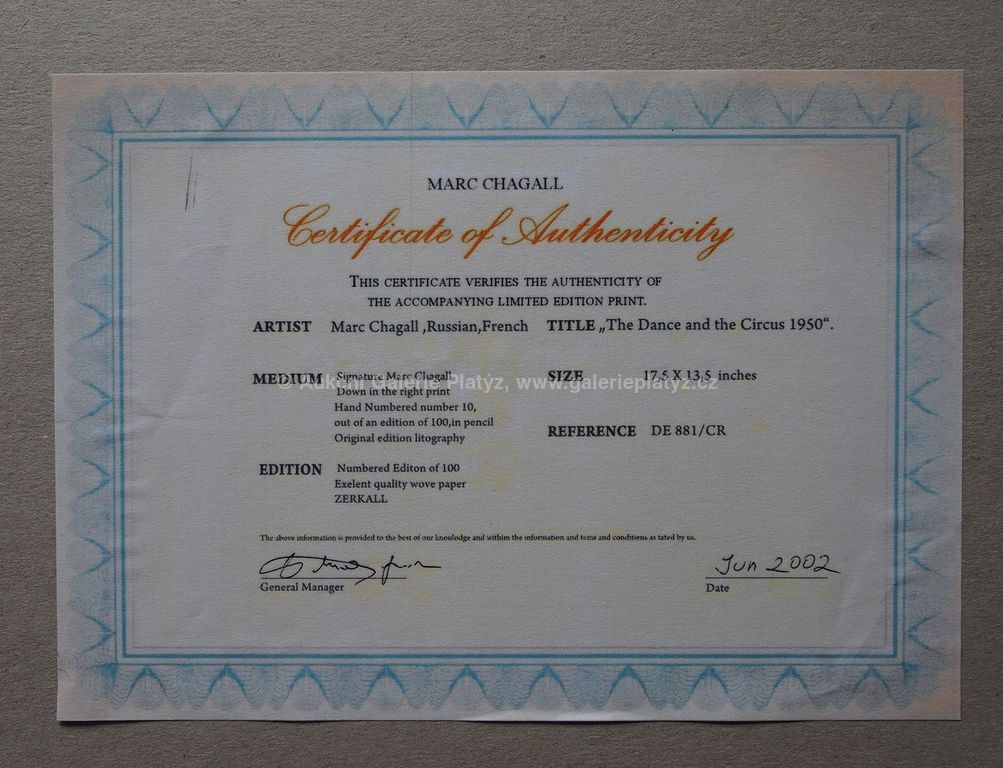 MARC CHAGALL
Certificate of Authenticity
THIS CERTIFICATE VERIFIES THE AUTHENTICITY OF
THE ACCOMPANYING LIMITED EDITION PRINT.
ARTIST Marc Chagall ,Russian,French TITLE „The Dance and the Circus 1950“.
MEDIUM Signature Marc Chagall SIZE 17,5 X 13,5 inches
© Aukční Galerie Platýz, www.galerieplatyz.cz
Down in the right print
Hand Numbered number 10,
out of an edition of 100,in pencil
Original edition litography
REFERENCE DE 881/CR
EDITION Numbered Editon of 100
Exelent quality wove paper
ZERKALL
The above information is provided to the best of our knoulodge and within the information and tems and conditiens as tated by us.
Jun 2002
General Manager Date